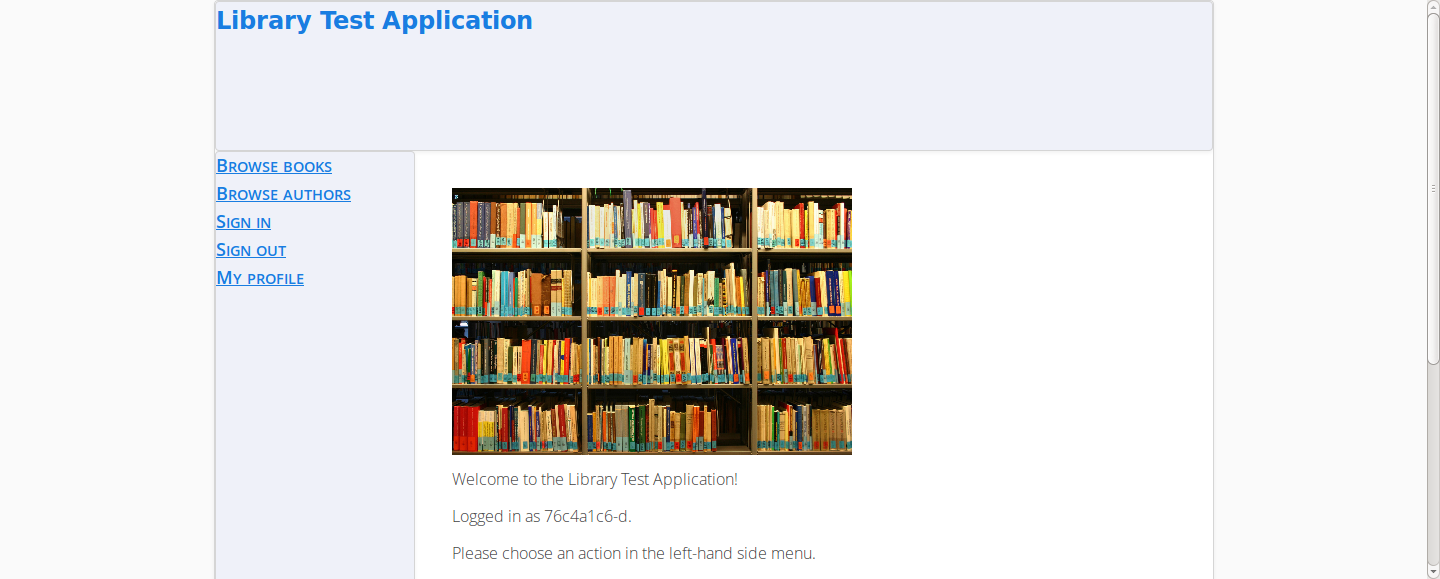 Library Test Application
Browse books
Browse authors
Sign in
Sign out
My profile
Welcome to the Library Test Application!
Logged in as 76c4a1c6-d.
Please choose an action in the left-hand side menu.